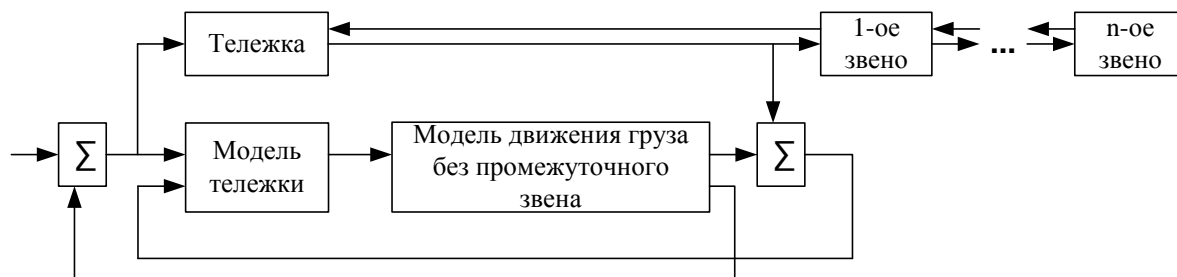 Тележка
1-ое
звено
...
n-ое
звено
∑
Модель
тележки
Модель движения груза
без промежуточного
звена
∑